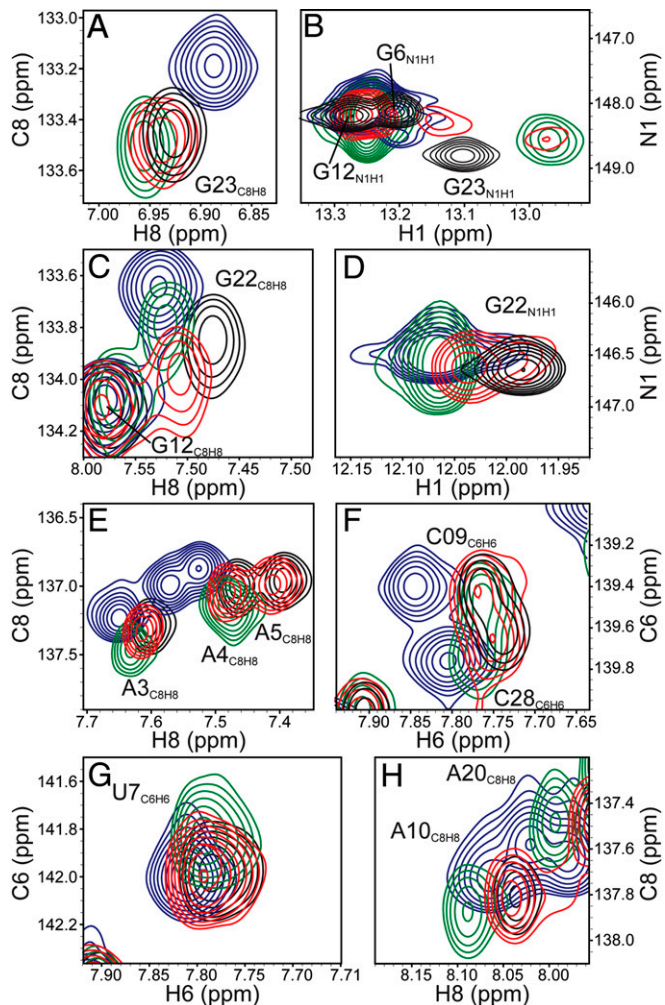 A
B
133.0
133.2
133.4
133.6
C8 (ppm)
G23C8H8
7.00 6.95 6.90 6.85
H8 (ppm)
G6N1H1
G12N1H1
G23N1H1
147.0
148.0
149.0
N1 (ppm)
13.3 13.2 13.1 13.0
H1 (ppm)
C
D
133.6
133.8
134.0
134.2
C8 (ppm)
G22C8H8
G12C8H8
8.00 7.55 7.50 7.45 7.50 7.48
H8 (ppm)
G22N1H1
146.0
146.5
147.0
N1 (ppm)
12.15 12.10 12.05 12.00 11.95
H1 (ppm)
E
F
136.5
137.0
137.5
C8 (ppm)
A3C8H8
A4C8H8
A5C8H8
7.7 7.6 7.5 7.4
H8 (ppm)
C09C6H6
C28C6H6
139.2
139.4
139.6
139.8
C6 (ppm)
7.90 7.84 7.77 7.70 7.63
H6 (ppm)
G
H
141.6
141.8
142.0
142.2
C6 (ppm)
U7C6H6
7.92 7.87 7.80 7.77 7.71
H6 (ppm)
A20C8H8
A10C8H8
137.4
137.6
137.8
138.0
C8 (ppm)
8.15 8.10 8.05 8.00
H8 (ppm)